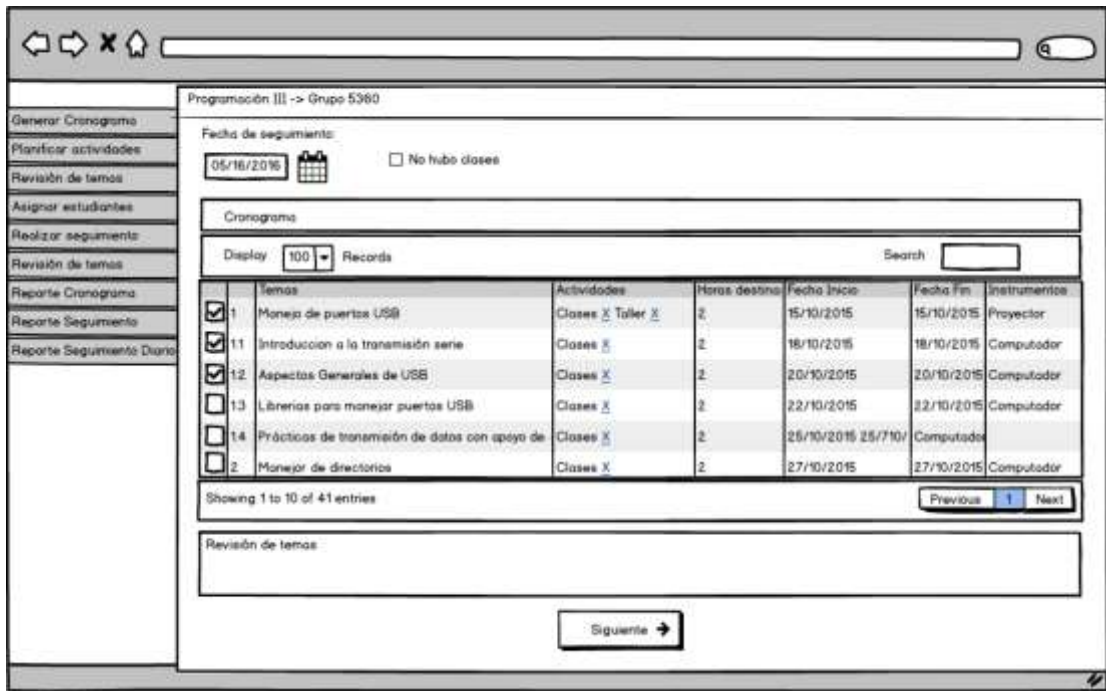 Programación III -> Grupo 5360
Generar Cronograma
Planificar actividades
Revisión de temas
Asignar estudiantes
Realizar seguimiento
Revisión de temas
Reporte Cronograma
Reporte Seguimiento
Reporte Seguimiento Diario
Fecha de seguimiento:
05/16/2016
No hubo clases
Cronograma
Display 100 Records Search
Temas Actividades Horas destina Fecha Inicio Fecha Fin Instrumentos
1 Manejo de puertos USB Clases X Taller X 2 15/10/2015 15/10/2015 Proyector
1.1 Introduccion a la transmisión serie Clases X 2 18/10/2015 18/10/2015 Computador
1.2 Aspectos Generales de USB Clases X 2 20/10/2015 20/10/2015 Computador
1.3 Librerias para manejar puertos USB Clases X 2 22/10/2015 22/10/2015 Computador
1.4 Prácticas de transmisión de datos con apoyo de Clases X 2 25/10/2015 25/710/ Computador
2 Manejor de directorios Clases X 2 27/10/2015 27/10/2015 Computador
Showing 1 to 10 of 41 entries Previous 1 Next
Revisión de temas
Siguiente